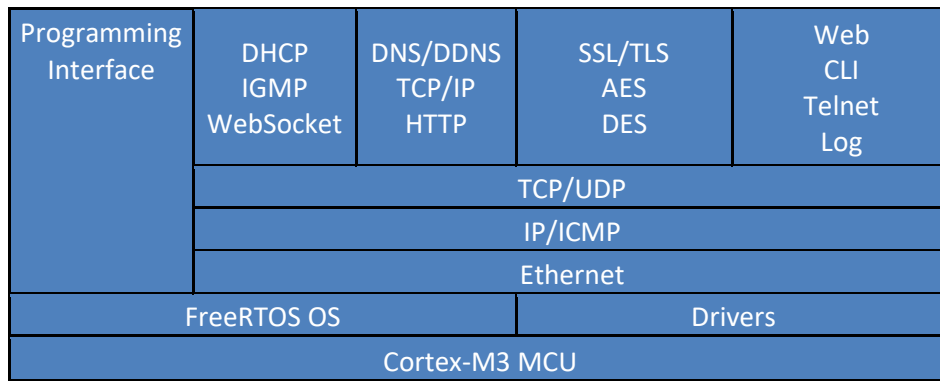 Programming
Interface
DHCP
IGMP
WebSocket
DNS/DDNS
TCP/IP
HTTP
SSL/TLS
AES
DES
Web
CLI
Telnet
Log
TCP/UDP
IP/ICMP
Ethernet
FreeRTOS OS
Drivers
Cortex-M3 MCU